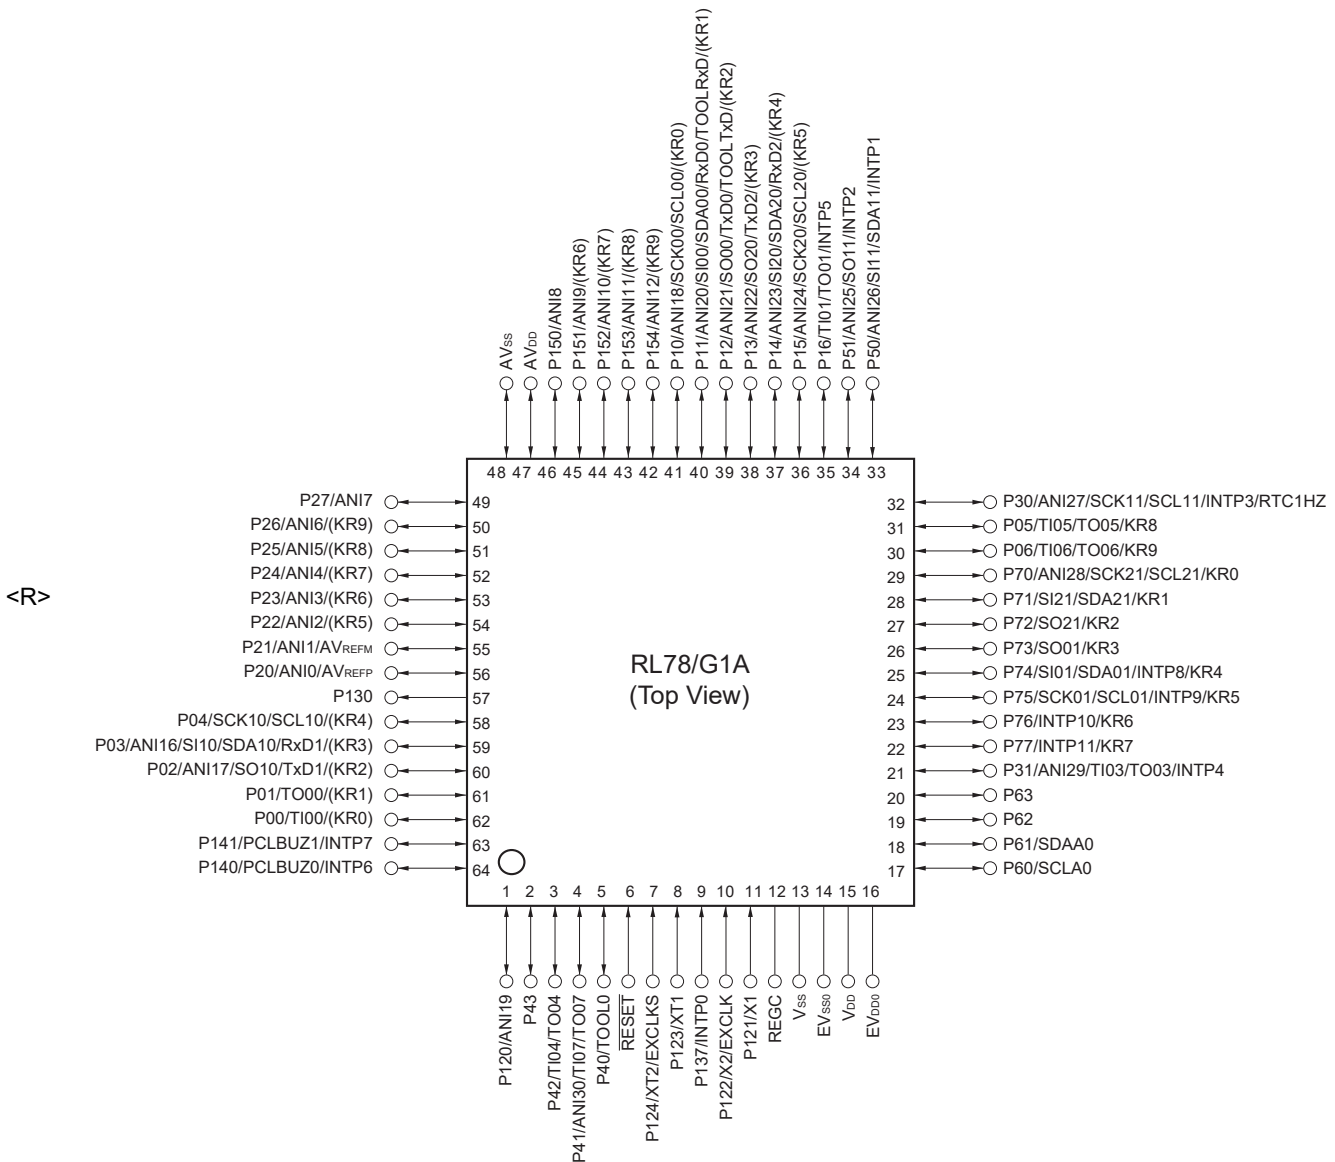 AVSS
AVDD
P150/ANI8
P151/ANI9/(KR6)
P152/ANI10/(KR7)
P153/ANI11/(KR8)
P154/ANI12/(KR9)
P10/ANI18/SCK00/SCL00/(KR0)
P11/ANI20/SI00/SDA00/RxD0/TOOLRxD/(KR1)
P12/ANI21/SO00/TxD0/TOOLTxD/(KR2)
P13/ANI22/SO20/TxD2/(KR3)
P14/ANI23/SI20/SDA20/RxD2/(KR4)
P15/ANI24/SCK20/SCL20/(KR5)
P16/TI01/TO01/INTP5
P51/ANI25/SO11/INTP2
P50/ANI26/SI11/SDA11/INTP1
48 47 46 45 44 43 42 41 40 39 38 37 36 35 34 33
P27/ANI7 49
P26/ANI6/(KR9) 50
P25/ANI5/(KR8) 51
P24/ANI4/(KR7) 52
<R>
P23/ANI3/(KR6) 53
P22/ANI2/(KR5) 54
P21/ANI1/AVREFM 55
P20/ANI0/AVREFP 56
P130 57
P04/SCK10/SCL10/(KR4) 58
P03/ANI16/SI10/SDA10/RxD1/(KR3) 59
P02/ANI17/SO10/TxD1/(KR2) 60
P01/TO00/(KR1) 61
P00/TI00/(KR0) 62
P141/PCLBUZ1/INTP7 63
P140/PCLBUZ0/INTP6 64
RL78/G1A
(Top View)
32 P30/ANI27/SCK11/SCL11/INTP3/RTC1HZ
31 P05/TI05/TO05/KR8
30 P06/TI06/TO06/KR9
29 P70/ANI28/SCK21/SCL21/KR0
28 P71/SI21/SDA21/KR1
27 P72/SO21/KR2
26 P73/SO01/KR3
25 P74/SI01/SDA01/INTP8/KR4
24 P75/SCK01/SCL01/INTP9/KR5
23 P76/INTP10/KR6
22 P77/INTP11/KR7
21 P31/ANI29/TI03/TO03/INTP4
20 P63
19 P62
18 P61/SDAA0
17 P60/SCLA0
1 2 3 4 5 6 7 8 9 10 11 12 13 14 15 16
P120/ANI19
P43
P42/TI04/TO04
P41/ANI30/TI07/TO07
P40/TOOL0
RESET
P124/XT2/EXCLKS
P123/XT1
P137/INTP0
P122/X2/EXCLK
P121/X1
REGC
VSS
EVSS0
VDD
EVDD0